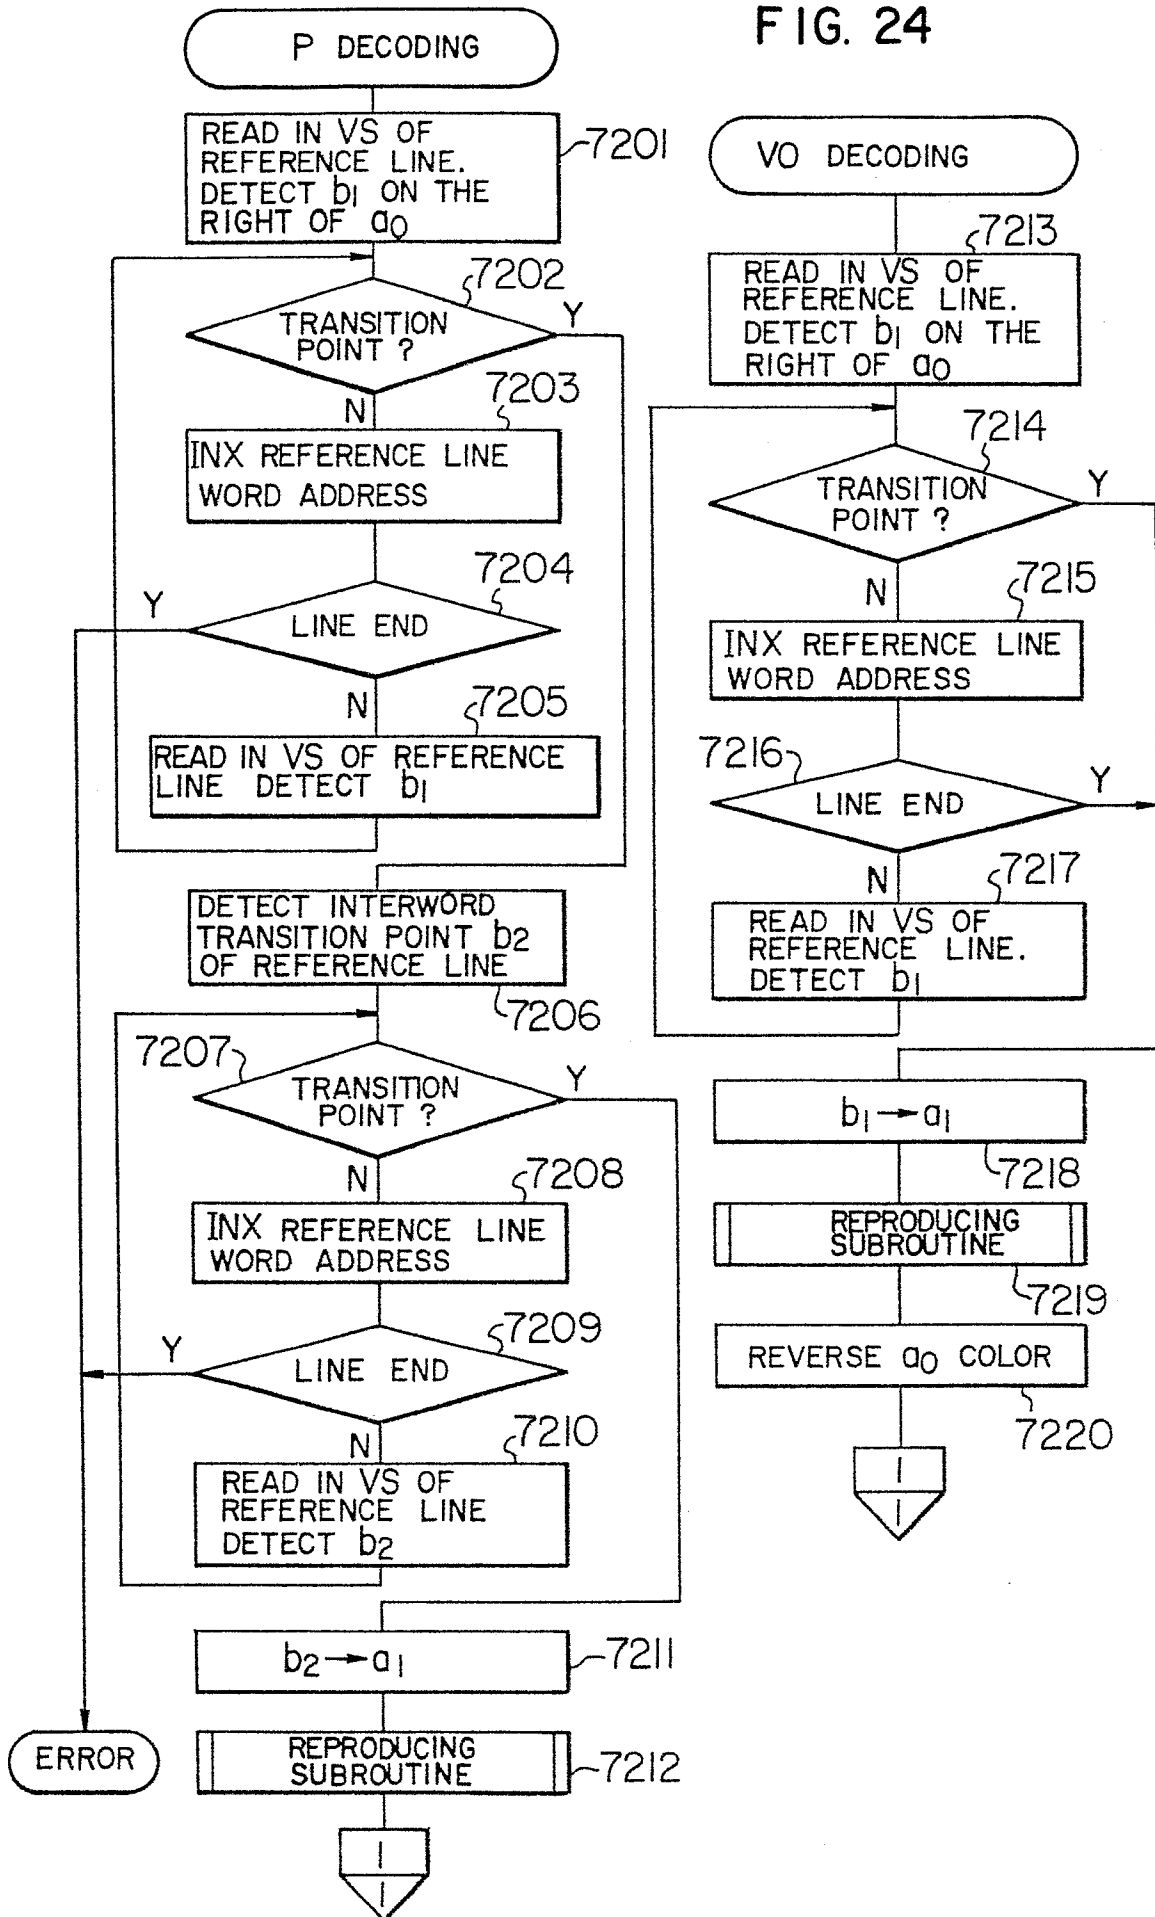 FIG. 24
P DECODING
READ IN VS OF
REFERENCE LINE.
DETECT b1 ON THE
RIGHT OF a0
7201
7202
TRANSITION
POINT ?
Y
N
7203
INX REFERENCE LINE
WORD ADDRESS
7204
LINE END
Y
N
7205
READ IN VS OF REFERENCE
LINE DETECT b1
DETECT INTERWORD
TRANSITION POINT b2
OF REFERENCE LINE
7206
7207
TRANSITION
POINT ?
Y
N
7208
INX REFERENCE LINE
WORD ADDRESS
7209
LINE END
Y
N
7210
READ IN VS OF
REFERENCE LINE
DETECT b2
b2→a1
7211
REPRODUCING
SUBROUTINE
7212
ERROR
1
VO DECODING
7213
READ IN VS OF
REFERENCE LINE.
DETECT b1 ON THE
RIGHT OF a0
7214
TRANSITION
POINT ?
Y
N
7215
INX REFERENCE LINE
WORD ADDRESS
7216
LINE END
Y
N
7217
READ IN VS OF
REFERENCE LINE.
DETECT b1
b1→a1
7218
REPRODUCING
SUBROUTINE
7219
REVERSE a0 COLOR
7220
1